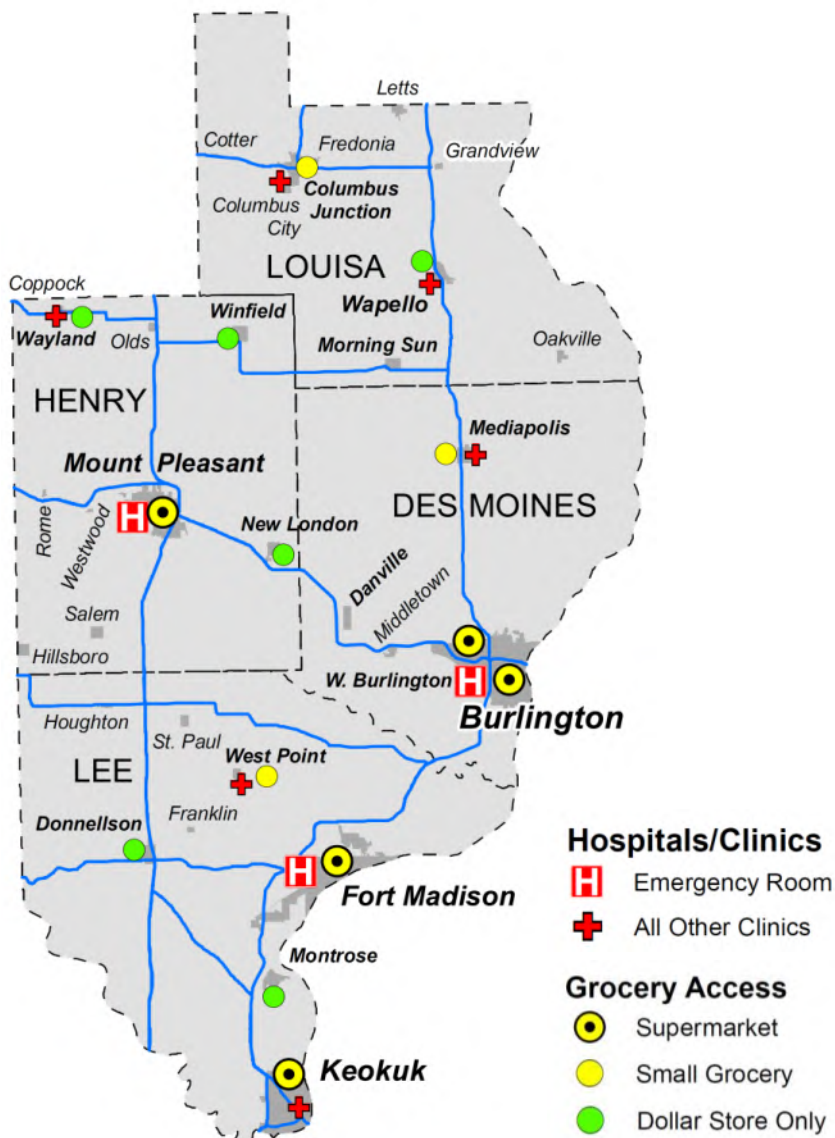 Letts
Cotter
Fredonia
Grandview
Columbus
Junction
Columbus
City
LOUISA
Wapello
Coppock
Wayland
Olds
Winfield
Morning Sun
Oakville
HENRY
Mediapolis
Mount Pleasant
DES MOINES
H
Rome
Westwood
New London
Danville
Middletown
Salem
Hillsboro
W. Burlington
H
Burlington
Houghton
St. Paul
West Point
LEE
Franklin
Donnellson
H
Fort Madison
Montrose
Keokuk
Hospitals/Clinics
H Emergency Room
All Other Clinics
Grocery Access
Supermarket
Small Grocery
Dollar Store Only